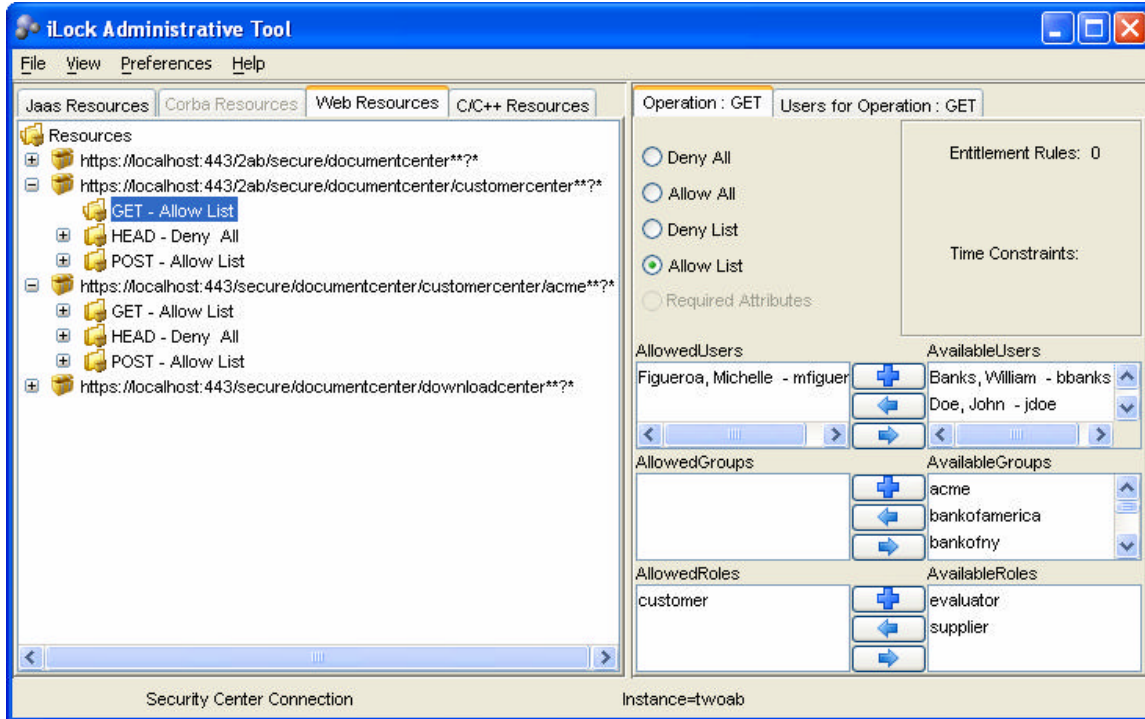 iLock Administrative Tool
File View Preferences Help
Jaas Resources Corba Resources Web Resources C/C++ Resources
Resources
https://localhost:443/2ab/secure/documentcenter**?*
https://localhost:443/2ab/secure/documentcenter/customercenter**?*
GET - Allow List
HEAD - Deny All
POST - Allow List
https://localhost:443/secure/documentcenter/customercenter/acme**?*
GET - Allow List
HEAD - Deny All
POST - Allow List
https://localhost:443/secure/documentcenter/downloadcenter**?*
Operation : GET Users for Operation : GET
Deny All
Allow All
Deny List
Allow List
Required Attributes
Entitlement Rules: 0
Time Constraints:
AllowedUsers
Figueroa, Michelle - mfiguer
AvailableUsers
Banks, William - bbanks
Doe, John - jdoe
AllowedGroups
AvailableGroups
acme
bankofamerica
bankofny
AllowedRoles
customer
AvailableRoles
evaluator
supplier
Security Center Connection
Instance=twoab